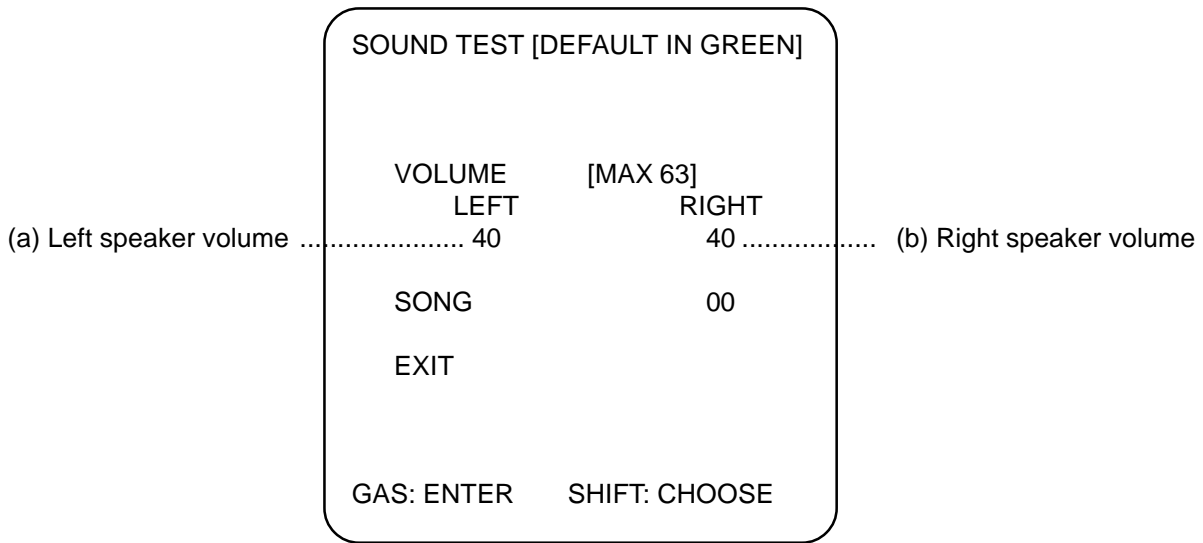 SOUND TEST [DEFAULT IN GREEN]
VOLUME [MAX 63]
LEFT RIGHT
(a) Left speaker volume ...................... 40 40 .................. (b) Right speaker volume
SONG 00
EXIT
GAS: ENTER SHIFT: CHOOSE